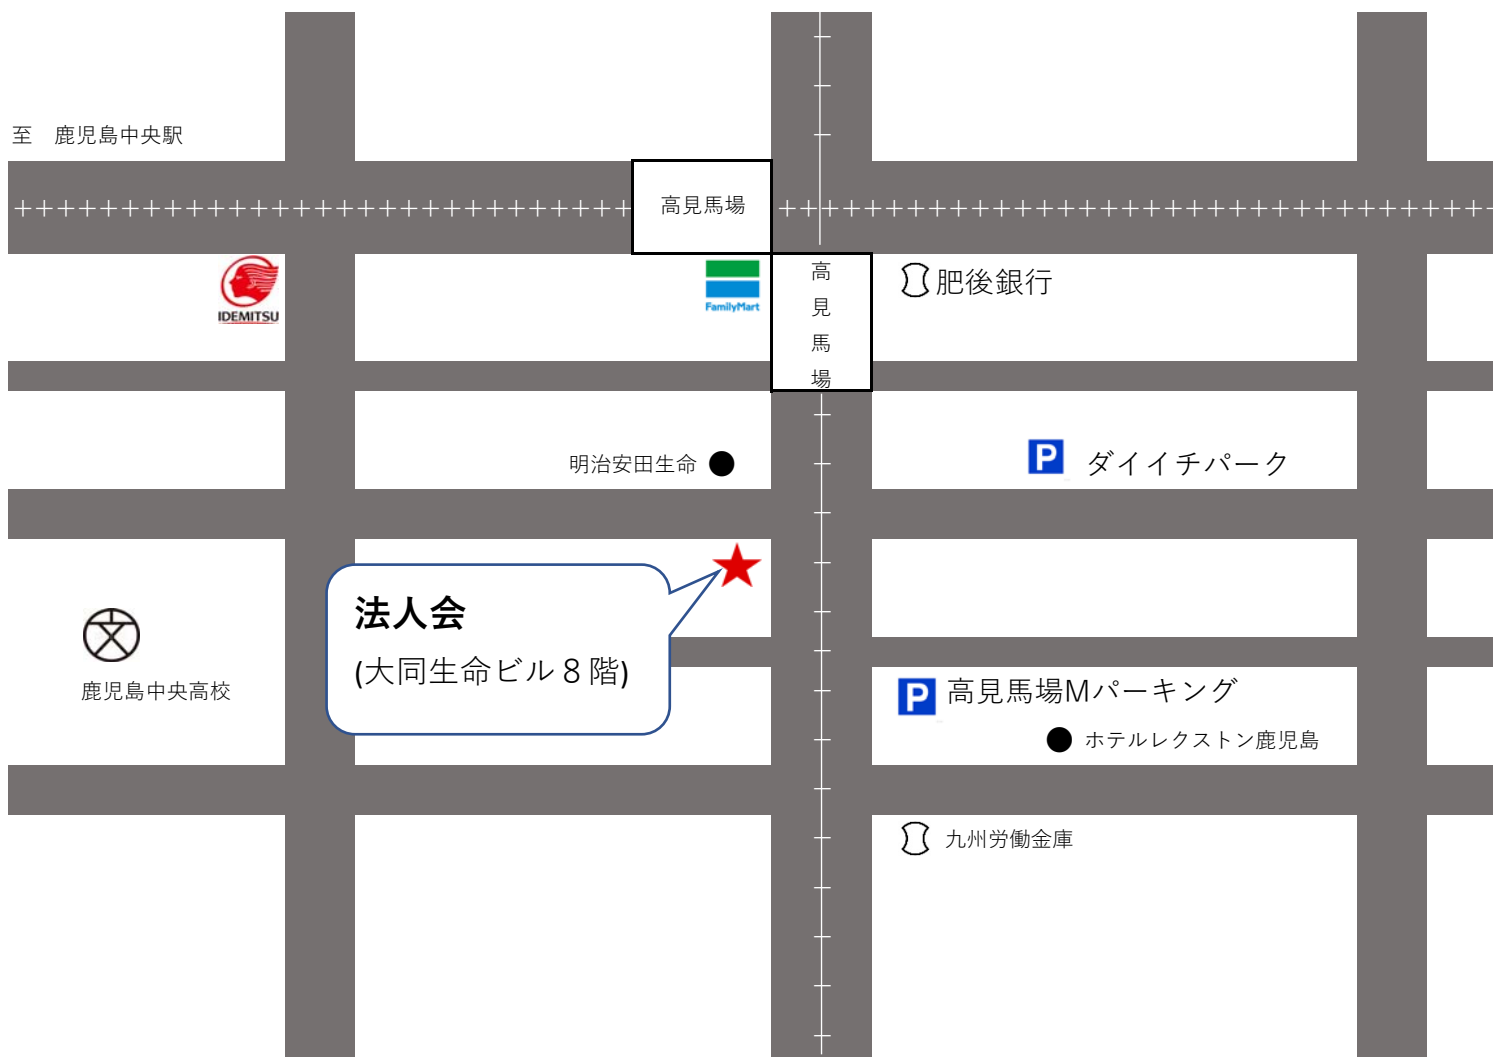 至　鹿児島中央駅
高見馬場
IDEMITSU
FamilyMart
高見馬場
肥後銀行
明治安田生命
P ダイイチパーク
法人会
(大同生命ビル８階)
文
鹿児島中央高校
P 高見馬場Mパーキング
ホテルレクストン鹿児島
九州労働金庫